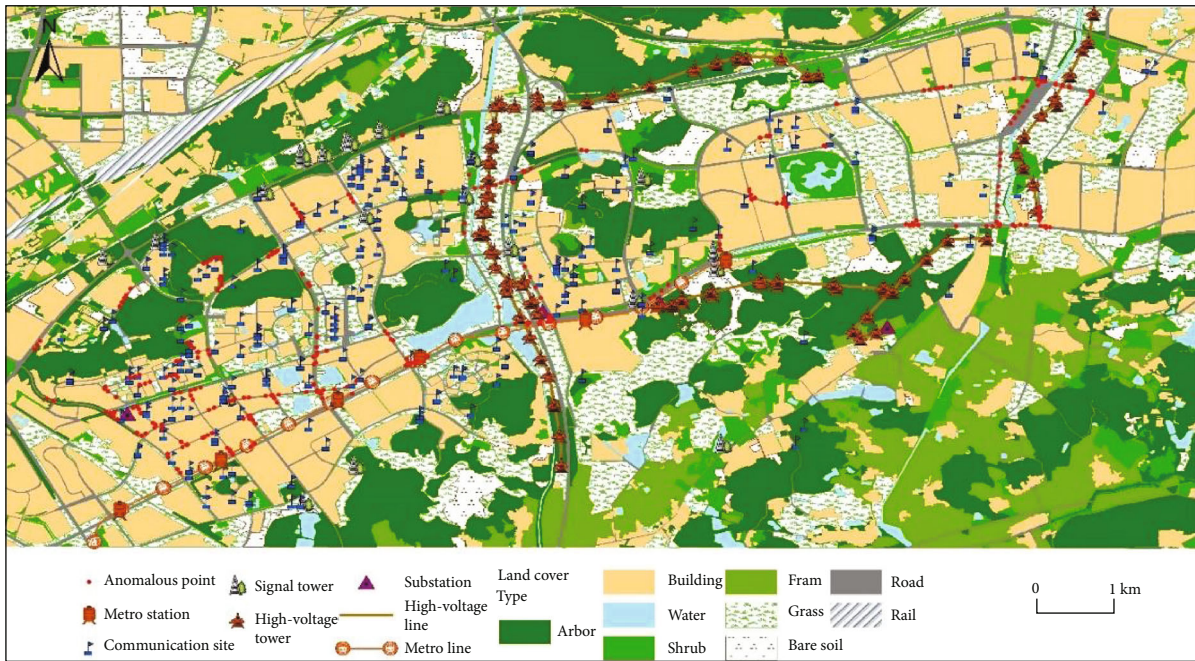 N
Anomalous point
Metro station
Communication site
Signal tower
High-voltage
tower
Substation
High-voltage
line
Metro line
Land cover
Type
Arbor
Building
Water
Shrub
Fram
Grass
Bare soil
Road
Rail
0 1 km